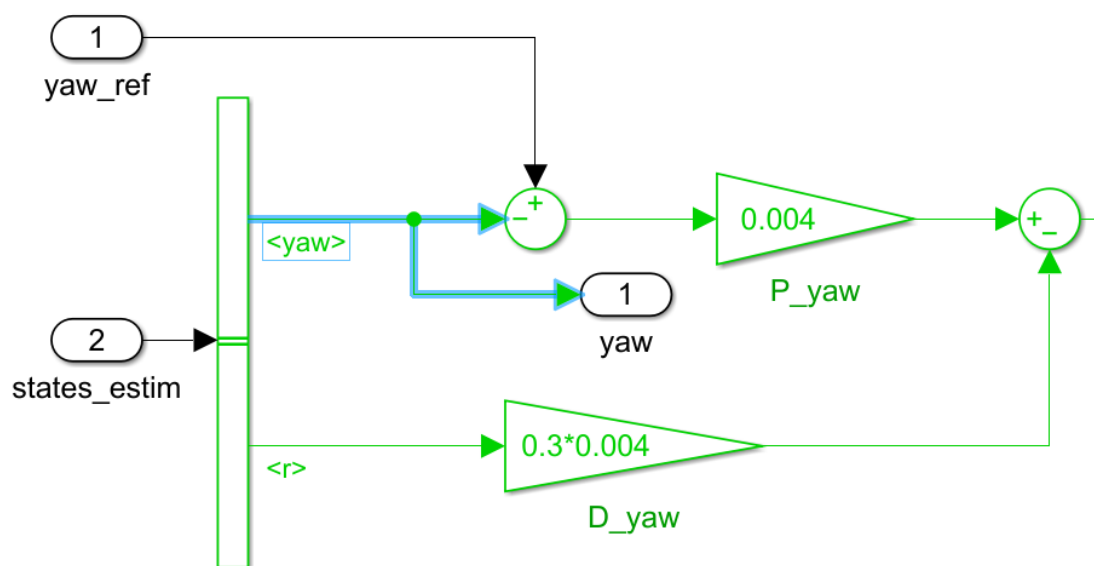 1
yaw_ref
+
−
<yaw>
0.004
P_yaw
+
−
1
yaw
2
states_estim
<r>
0.3*0.004
D_yaw